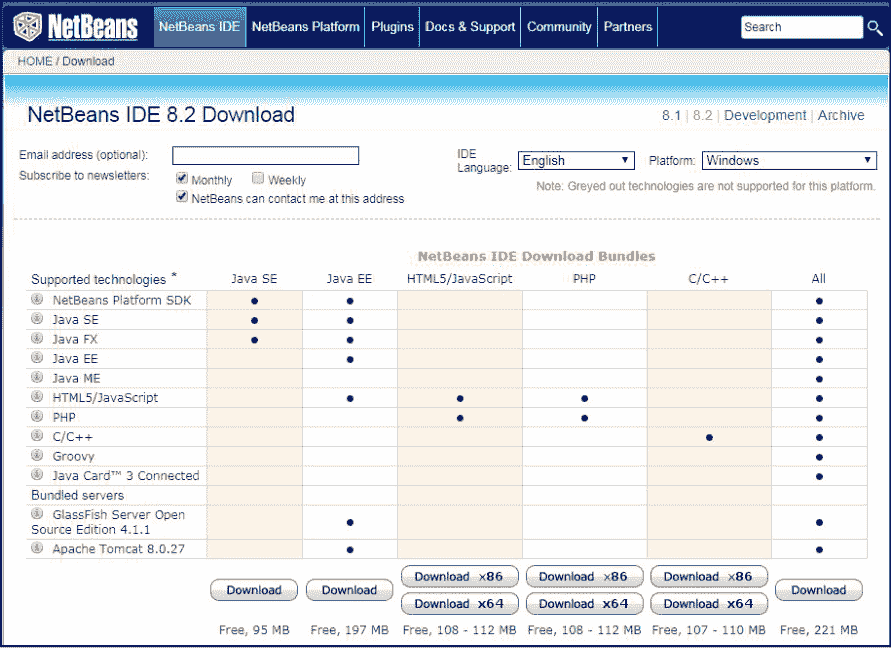 NetBeans
NetBeans IDE NetBeans Platform Plugins Docs & Support Community Partners Search
HOME / Download
NetBeans IDE 8.2 Download 8.1 | 8.2 | Development | Archive
Email address (optional): IDE Language: English Platform: Windows
Subscribe to newsletters: Monthly Weekly
Note: Greyed out technologies are not supported for this platform.
NetBeans can contact me at this address
NetBeans IDE Download Bundles
Supported technologies * Java SE Java EE HTML5/JavaScript PHP C/C++ All
NetBeans Platform SDK
Java SE
Java FX
Java EE
Java ME
HTML5/JavaScript
PHP
C/C++
Groovy
Java Card™ 3 Connected
Bundled servers
GlassFish Server Open
Source Edition 4.1.1
Apache Tomcat 8.0.27
Download x86 Download x86 Download x86
Download Download Download
Download x64 Download x64 Download x64
Free, 95 MB Free, 197 MB Free, 108 - 112 MB Free, 108 - 112 MB Free, 107 - 110 MB Free, 221 MB